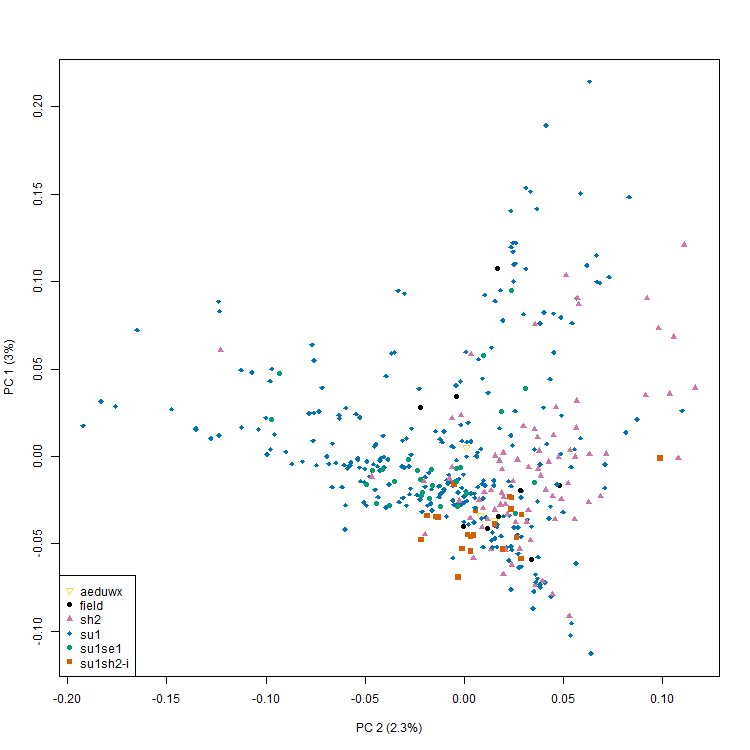 0.20
0.15
0.10
0.05
0.00
-0.05
-0.10
PC 1 (3%)
aeduwx
field
sh2
su1
su1se1
su1sh2-i
-0.20 -0.15 -0.10 -0.05 0.00 0.05 0.10
PC 2 (2.3%)